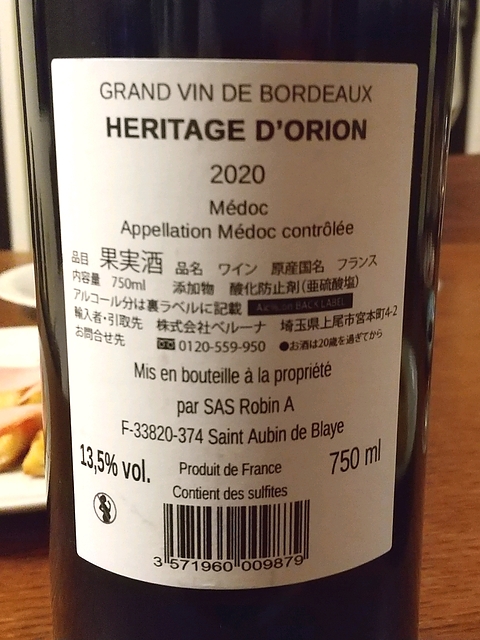 GRAND VIN DE BORDEAUX
HERITAGE D'ORION
2020
Médoc
Appellation Médoc contrôlée
品目 果実酒 品名 ワイン 原産国名 フランス
内容量 750ml 添加物 酸化防止剤(亜硫酸塩)
アルコール分は裏ラベルに記載 Alc% on BACK LABEL
輸入者・引取先 株式会社ベルーナ 埼玉県上尾市宮本町4-2
お問合せ先 0120-559-950 ●お酒は20歳を過ぎてから
Mis en bouteille à la propriété
par SAS Robin A
F-33820-374 Saint Aubin de Blaye
13,5% vol. Produit de France 750 ml
Contient des sulfites
3 571960 009879